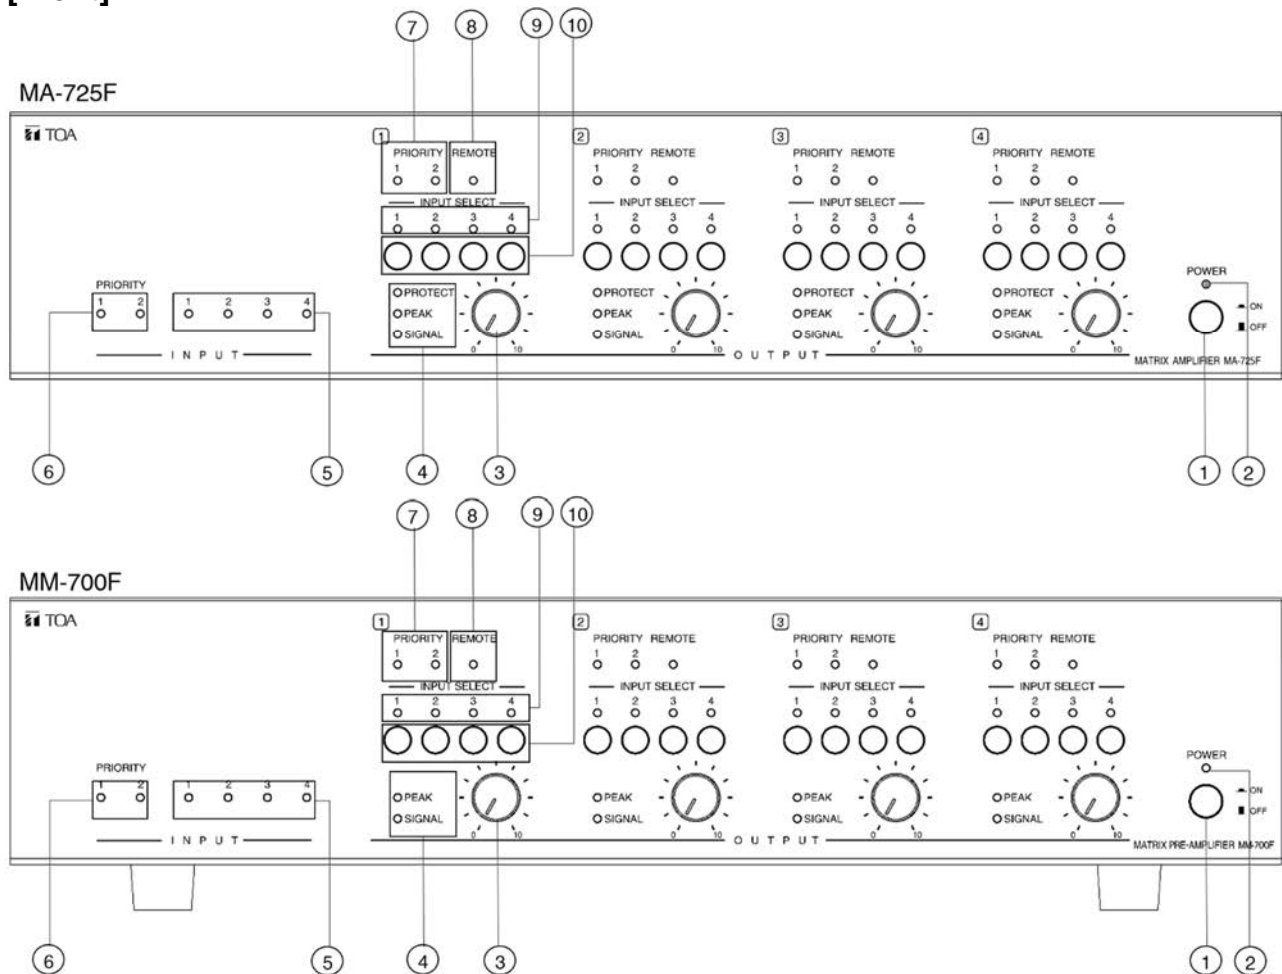 7 8 9 10
MA-725F
TOA
1 2 3 4
PRIORITY REMOTE PRIORITY REMOTE PRIORITY REMOTE PRIORITY REMOTE
1 2 1 2 1 2 1 2
INPUT SELECT INPUT SELECT INPUT SELECT INPUT SELECT
1 2 3 4 1 2 3 4 1 2 3 4 1 2 3 4
POWER
PRIORITY
PROTECT PROTECT PROTECT PROTECT
1 2 1 2 3 4
ON
PEAK PEAK PEAK PEAK
OFF
SIGNAL SIGNAL SIGNAL SIGNAL
0 10 0 10 0 10 0 10
INPUT OUTPUT
MATRIX AMPLIFIER MA-725F
6 5 4 3 1 2
7 8 9 10
MM-700F
TOA
1 2 3 4
PRIORITY REMOTE PRIORITY REMOTE PRIORITY REMOTE PRIORITY REMOTE
1 2 1 2 1 2 1 2
INPUT SELECT INPUT SELECT INPUT SELECT INPUT SELECT
1 2 3 4 1 2 3 4 1 2 3 4 1 2 3 4
POWER
PRIORITY
1 2 1 2 3 4
ON
PEAK PEAK PEAK PEAK
OFF
SIGNAL SIGNAL SIGNAL SIGNAL
0 10 0 10 0 10 0 10
INPUT OUTPUT
MATRIX PRE-AMPLIFIER MM-700F
6 5 4 3 1 2